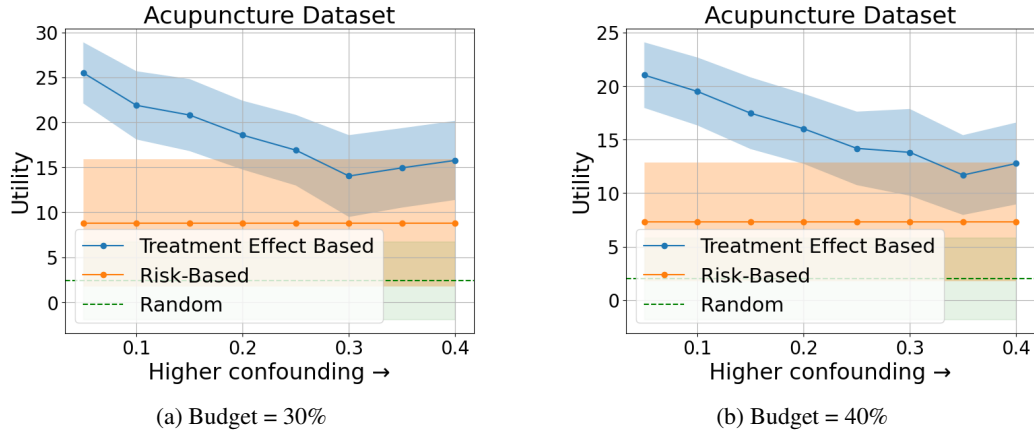 Acupuncture Dataset
30
25
20
15
10
5
0
Utility
Treatment Effect Based
Risk-Based
Random
0.1 0.2 0.3 0.4
Higher confounding →
(a) Budget = 30%
Acupuncture Dataset
25
20
15
10
5
0
Utility
Treatment Effect Based
Risk-Based
Random
0.1 0.2 0.3 0.4
Higher confounding →
(b) Budget = 40%